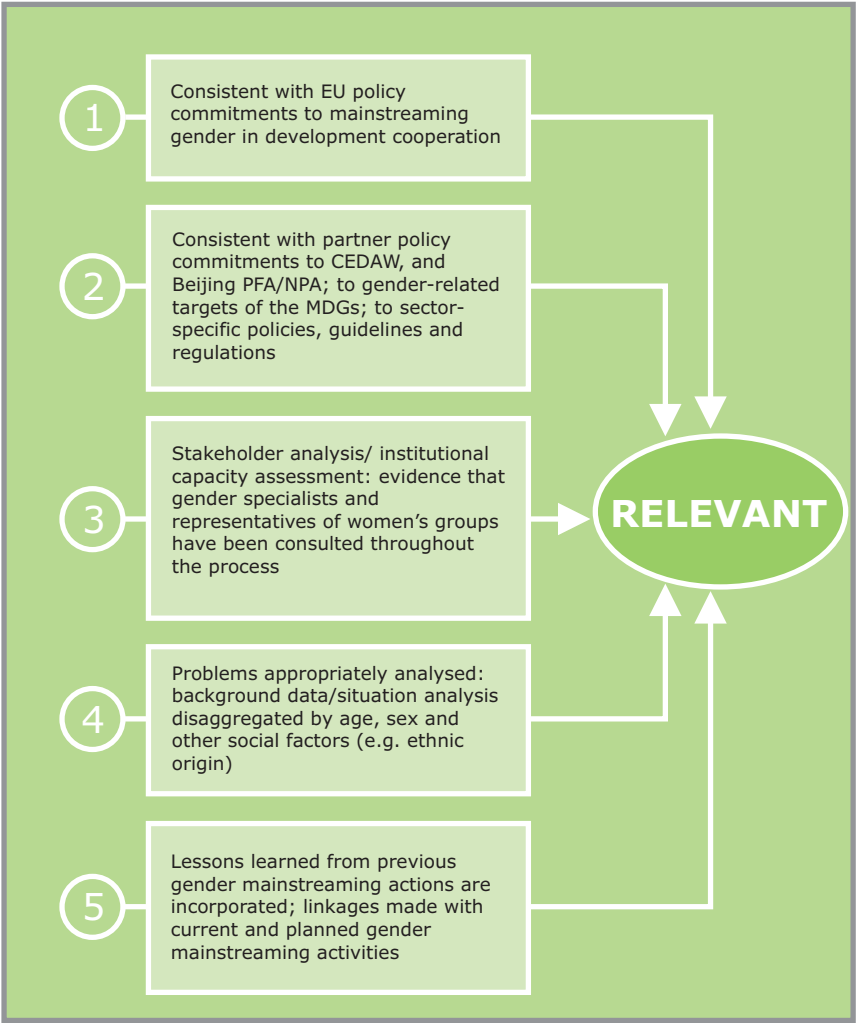 1
Consistent with EU policy
commitments to mainstreaming
gender in development cooperation
2
Consistent with partner policy
commitments to CEDAW, and
Beijing PFA/NPA; to gender-related
targets of the MDGs; to sector-
specific policies, guidelines and
regulations
3
Stakeholder analysis/ institutional
capacity assessment: evidence that
gender specialists and
representatives of women’s groups
have been consulted throughout
the process
RELEVANT
4
Problems appropriately analysed:
background data/situation analysis
disaggregated by age, sex and
other social factors (e.g. ethnic
origin)
5
Lessons learned from previous
gender mainstreaming actions are
incorporated; linkages made with
current and planned gender
mainstreaming activities